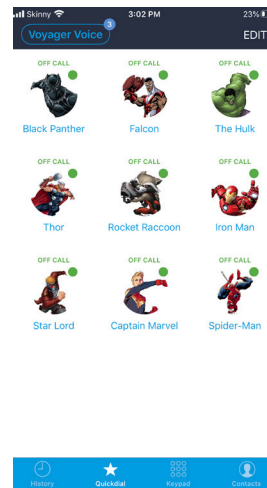 Skinny 3:02 PM 23%
Voyager Voice 3 EDIT
OFF CALL OFF CALL OFF CALL
Black Panther Falcon The Hulk
OFF CALL OFF CALL OFF CALL
Thor Rocket Raccoon Iron Man
OFF CALL OFF CALL OFF CALL
Star Lord Captain Marvel Spider-Man
History Quickdial Keypad Contacts